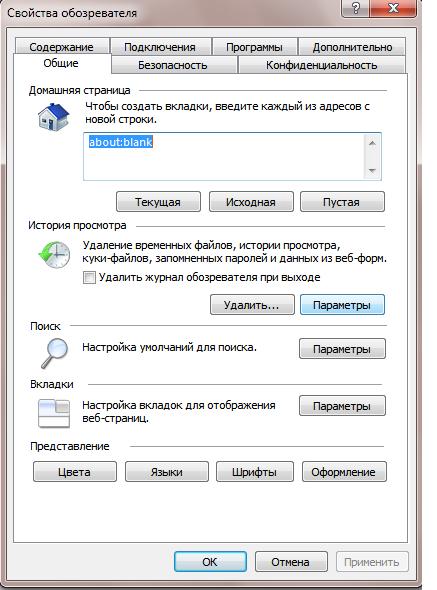 Свойства обозревателя
Содержание Подключения Программы Дополнительно
Общие Безопасность Конфиденциальность
Домашняя страница
Чтобы создать вкладки, введите каждый из адресов с
новой строки.
about:blank
Текущая Исходная Пустая
История просмотра
Удаление временных файлов, истории просмотра,
куки-файлов, запомненных паролей и данных из веб-форм.
Удалить журнал обозревателя при выходе
Удалить... Параметры
Поиск
Настройка умолчаний для поиска. Параметры
Вкладки
Настройка вкладок для отображения
веб-страниц. Параметры
Представление
Цвета Языки Шрифты Оформление
OK Отмена Применить